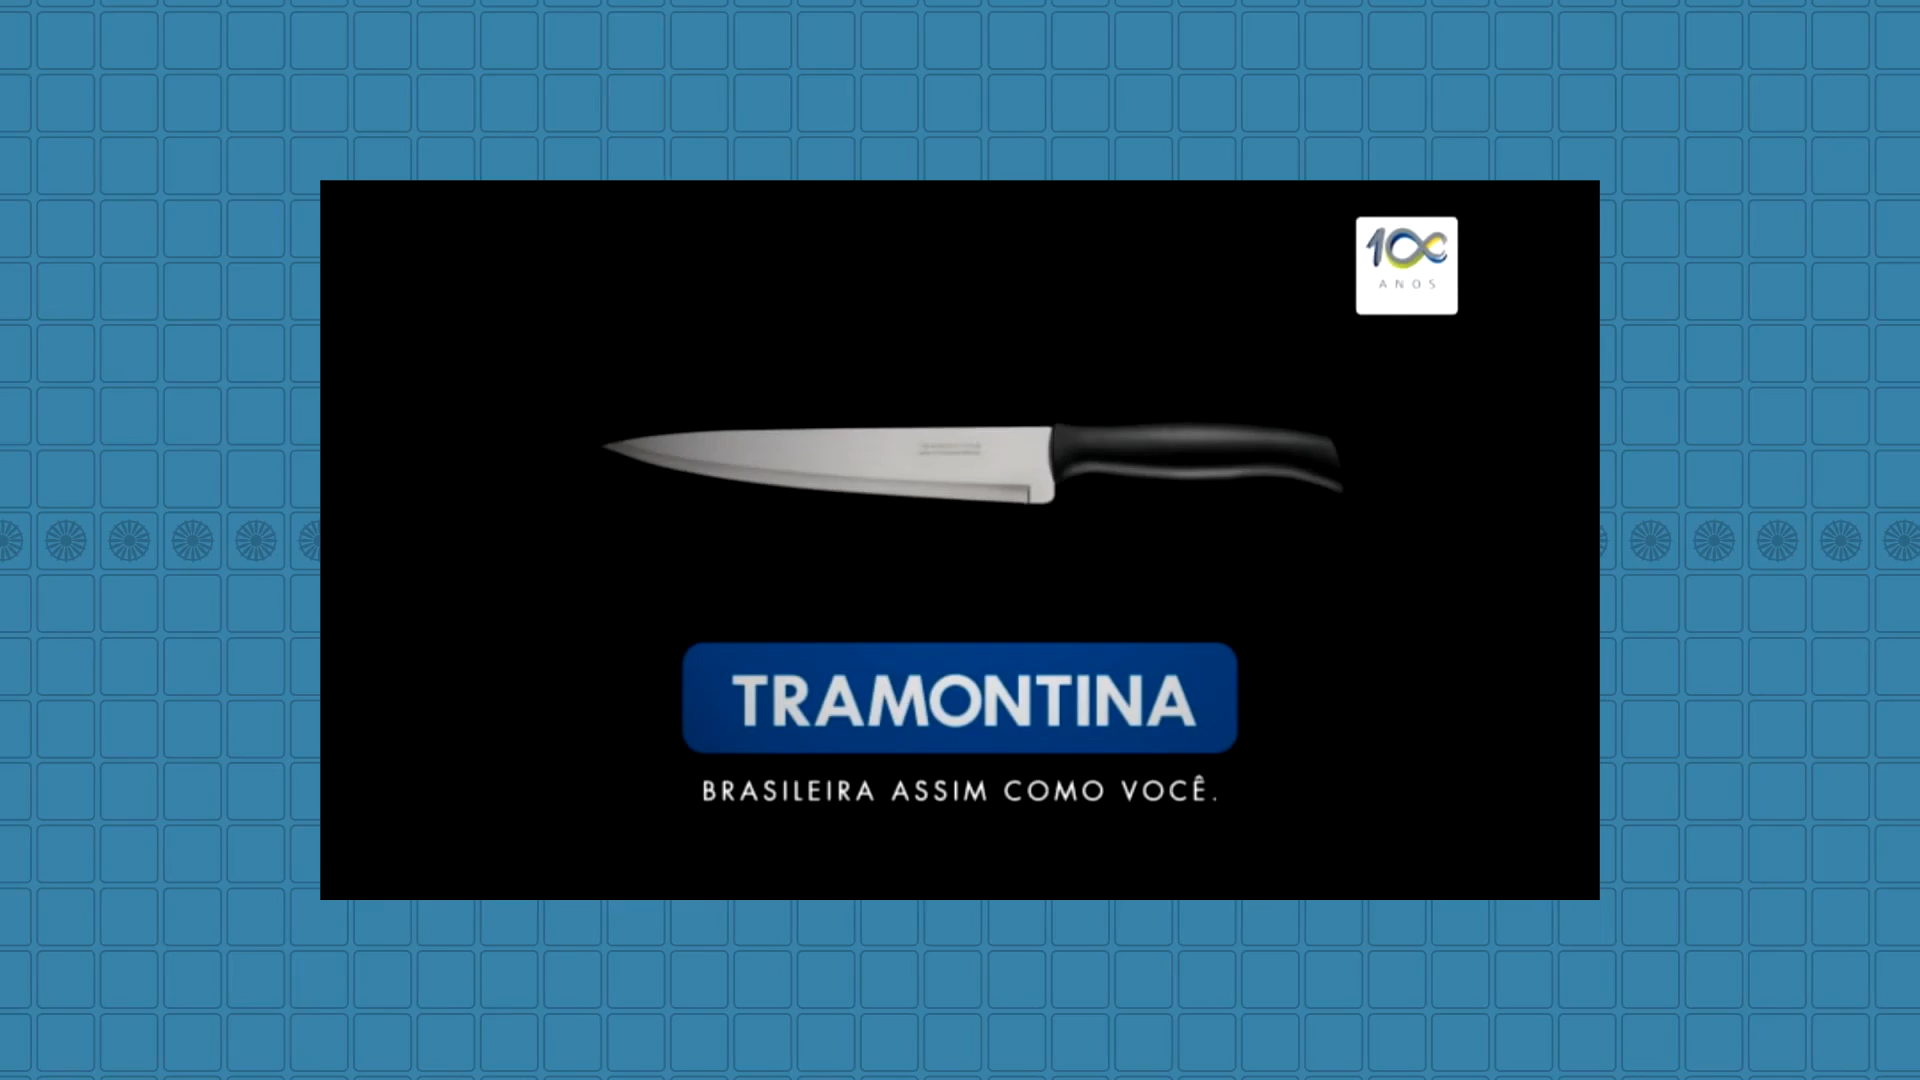 100
ANOS
TRAMONTINA
BRASILEIRA ASSIM COMO VOCÊ.